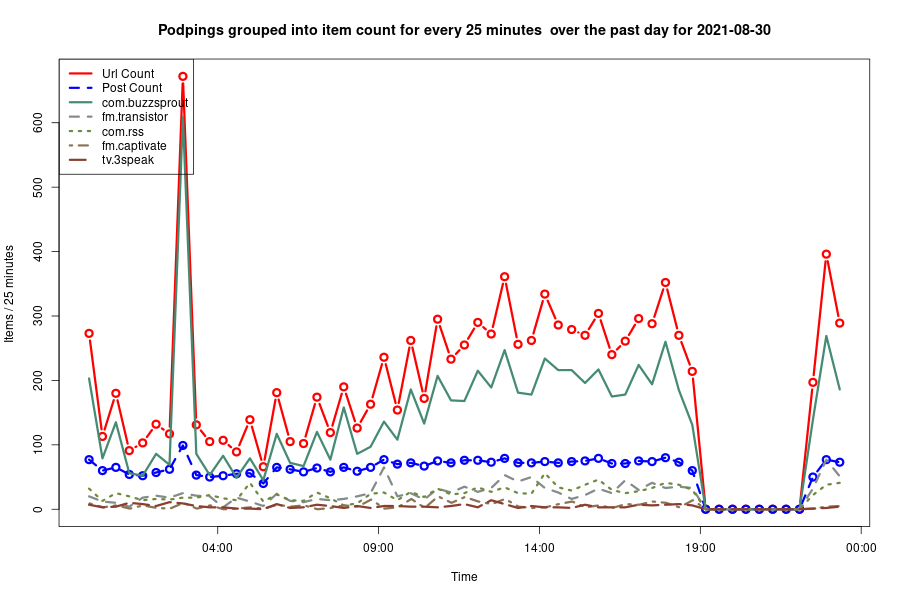 Podpings grouped into item count for every 25 minutes  over the past day for 2021-08-30
Url Count
Post Count
com.buzzsprout
fm.transistor
com.rss
fm.captivate
tv.3speak
Items / 25 minutes
600
500
400
300
200
100
0
04:00 09:00 14:00 19:00 00:00
Time